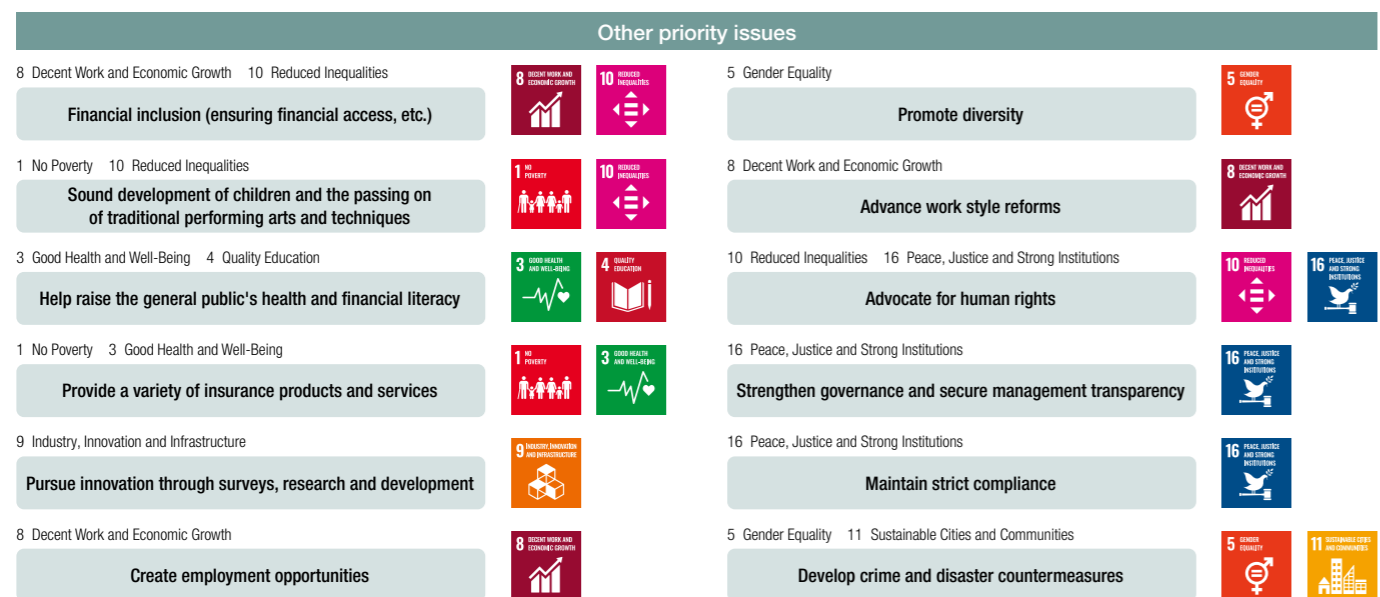 Other priority issues
8 Decent Work and Economic Growth 10 Reduced Inequalities
Financial inclusion (ensuring financial access, etc.)
8 DECENT WORK AND
ECONOMIC GROWTH
10 REDUCED
INEQUALITIES
1 No Poverty 10 Reduced Inequalities
Sound development of children and the passing on
of traditional performing arts and techniques
1 NO
POVERTY
10 REDUCED
INEQUALITIES
3 Good Health and Well-Being 4 Quality Education
Help raise the general public's health and financial literacy
3 GOOD HEALTH
AND WELL-BEING
4 QUALITY
EDUCATION
1 No Poverty 3 Good Health and Well-Being
Provide a variety of insurance products and services
1 NO
POVERTY
3 GOOD HEALTH
AND WELL-BEING
9 Industry, Innovation and Infrastructure
Pursue innovation through surveys, research and development
9 INDUSTRY, INNOVATION
AND INFRASTRUCTURE
8 Decent Work and Economic Growth
Create employment opportunities
8 DECENT WORK AND
ECONOMIC GROWTH
5 Gender Equality
Promote diversity
5 GENDER
EQUALITY
8 Decent Work and Economic Growth
Advance work style reforms
8 DECENT WORK AND
ECONOMIC GROWTH
10 Reduced Inequalities 16 Peace, Justice and Strong Institutions
Advocate for human rights
10 REDUCED
INEQUALITIES
16 PEACE, JUSTICE
AND STRONG
INSTITUTIONS
16 Peace, Justice and Strong Institutions
Strengthen governance and secure management transparency
16 PEACE, JUSTICE
AND STRONG
INSTITUTIONS
16 Peace, Justice and Strong Institutions
Maintain strict compliance
16 PEACE, JUSTICE
AND STRONG
INSTITUTIONS
5 Gender Equality 11 Sustainable Cities and Communities
Develop crime and disaster countermeasures
5 GENDER
EQUALITY
11 SUSTAINABLE CITIES
AND COMMUNITIES